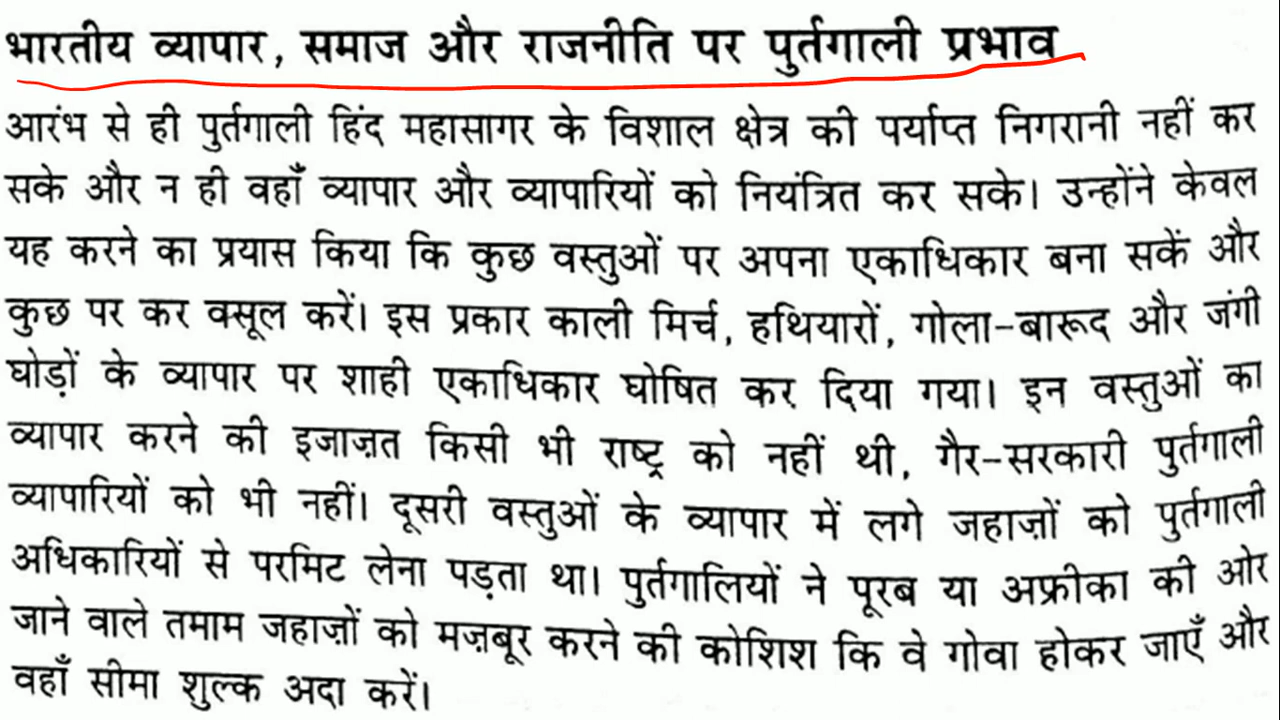 भारतीय व्यापार, समाज और राजनीति पर पुर्तगाली प्रभाव
आरंभ से ही पुर्तगाली हिंद महासागर के विशाल क्षेत्र की पर्याप्त निगरानी नहीं कर
सके और न ही वहाँ व्यापार और व्यापारियों को नियंत्रित कर सके। उन्होंने केवल
यह करने का प्रयास किया कि कुछ वस्तुओं पर अपना एकाधिकार बना सकें और
कुछ पर कर वसूल करें। इस प्रकार काली मिर्च, हथियारों, गोला-बारूद और जंगी
घोड़ों के व्यापार पर शाही एकाधिकार घोषित कर दिया गया। इन वस्तुओं का
व्यापार करने की इजाज़त किसी भी राष्ट्र को नहीं थी, गैर-सरकारी पुर्तगाली
व्यापारियों को भी नहीं। दूसरी वस्तुओं के व्यापार में लगे जहाज़ों को पुर्तगाली
अधिकारियों से परमिट लेना पड़ता था। पुर्तगालियों ने पूरब या अफ्रीका की ओर
जाने वाले तमाम जहाज़ों को मज़बूर करने की कोशिश कि वे गोवा होकर जाएँ और
वहाँ सीमा शुल्क अदा करें।